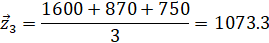 z⃗₃ = (1600 + 870 + 750) / 3 = 1073.3